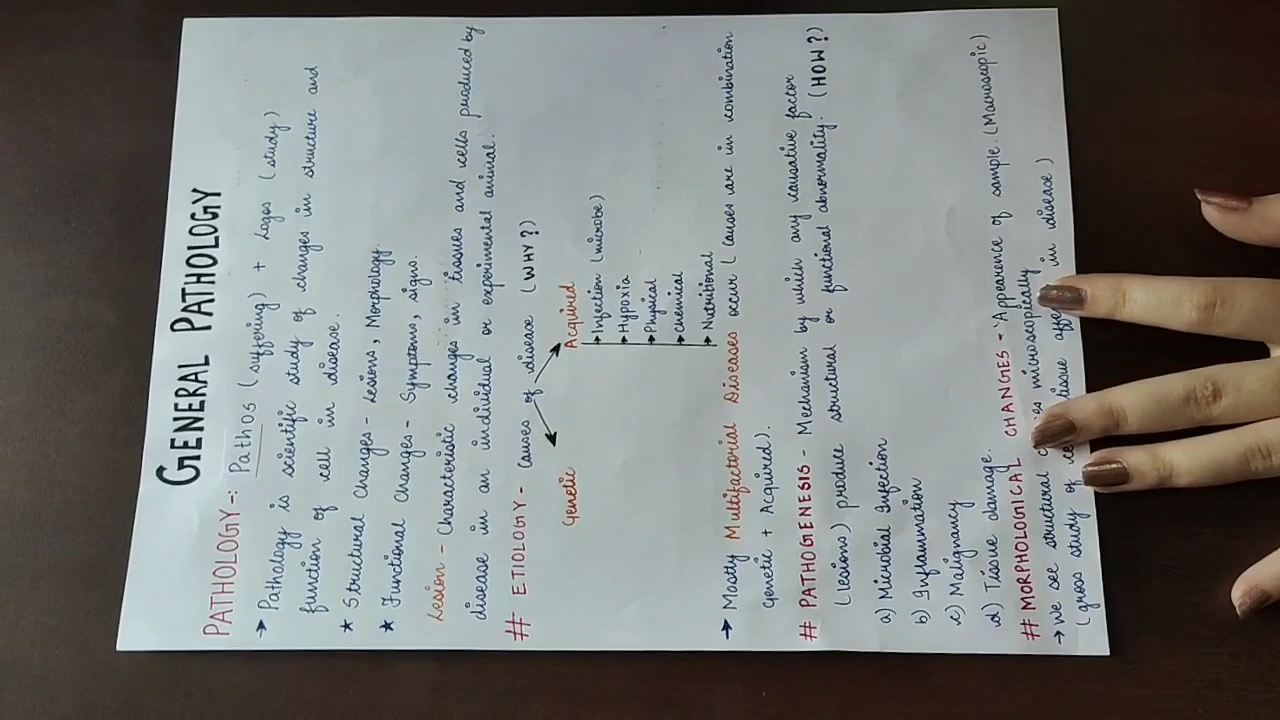 GENERAL PATHOLOGY
PATHOLOGY-: Pathos (suffering) + Logos (study)
→ Pathology is scientific study of changes in structure and
function of cell in disease.
★ Structural Changes - Lesions, Morphology.
★ Functional Changes - Symptoms, signs.
Lesion - Characteristic changes in tissues and cells produced by
disease in an individual or experimental animal.
# ETIOLOGY - Causes of disease (WHY?)
Genetic Acquired
→ Infection (microbe)
→ Hypoxia
→ Physical
→ Chemical
→ Nutritional
→ Mostly Multifactorial Diseases occur (Causes are in combination
Genetic + Acquired).
# PATHOGENESIS - Mechanism by which any causative factor
(lesions) produce structural or functional abnormality. (HOW?)
a) Microbial Infection
b) Inflammation
c) Malignancy
d) Tissue damage.
# MORPHOLOGICAL CHANGES - Apperence of sample. (Macroscopic)
→ We see structural microscopically
(gross study of tissue in disease)